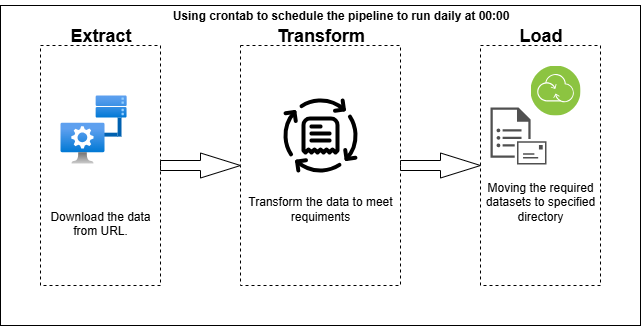 Using crontab to schedule the pipeline to run daily at 00:00
Extract
Transform
Load
Download the data
from URL.
Transform the data to meet
requiments
Moving the required
datasets to specified
directory